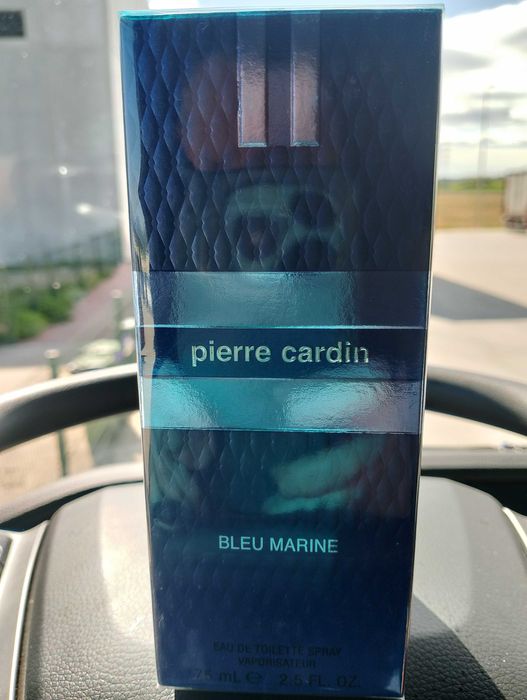 pierre cardin
BLEU MARINE
EAU DE TOILETTE SPRAY
VAPORISATEUR
75 mL ℮ 2.5 FL. OZ.